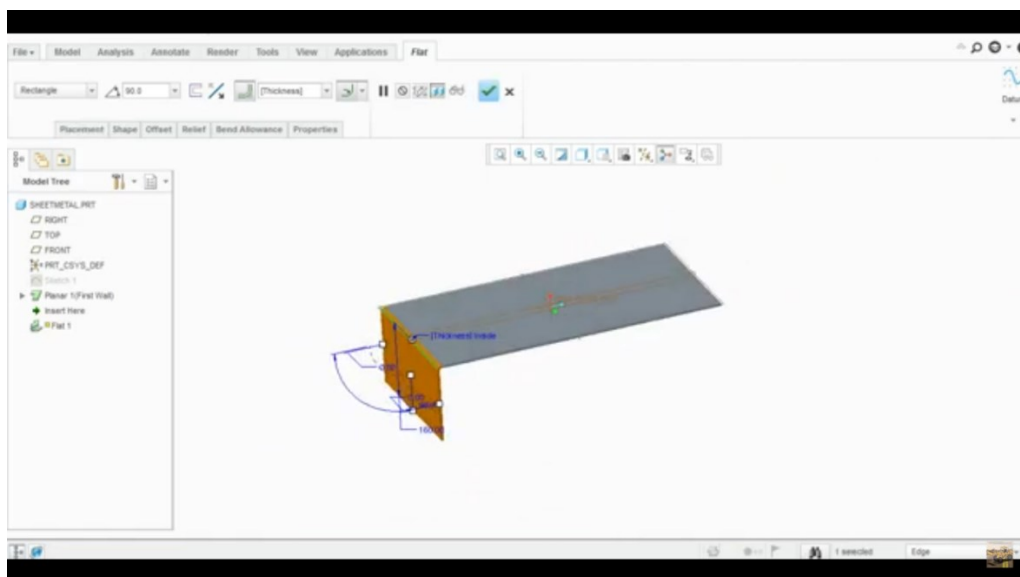 File Model Analysis Annotate Render Tools View Applications Flat
Rectangle 90.0 [Thickness]
Placement Shape Offset Relief Bend Allowance Properties
Datu
Model Tree
SHEETMETAL.PRT
RIGHT
TOP
FRONT
PRT_CSYS_DEF
Sketch 1
Planar 1(First Wall)
Insert Here
Flat 1
[Thickness] Inside
1 selected Edge